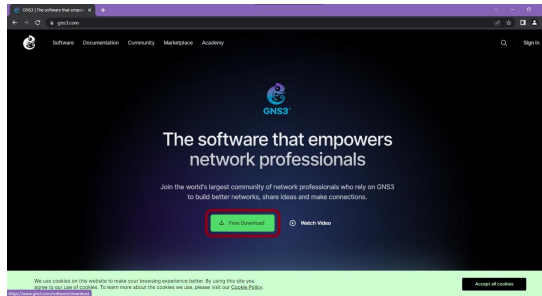 GNS3 | The software that empow
gns3.com
Software Documentation Community Marketplace Academy
Sign in
GNS3
The software that empowers
network professionals
Join the world's largest community of network professionals who rely on GNS3
to build better networks, share ideas and make connections.
Free Download
Watch Video
We use cookies on this website to make your browsing experience better. By using this site you
agree to our use of cookies. To learn more about the cookies we use, please visit our Cookie Policy.
Accept all cookies
https://www.gns3.com/software/download